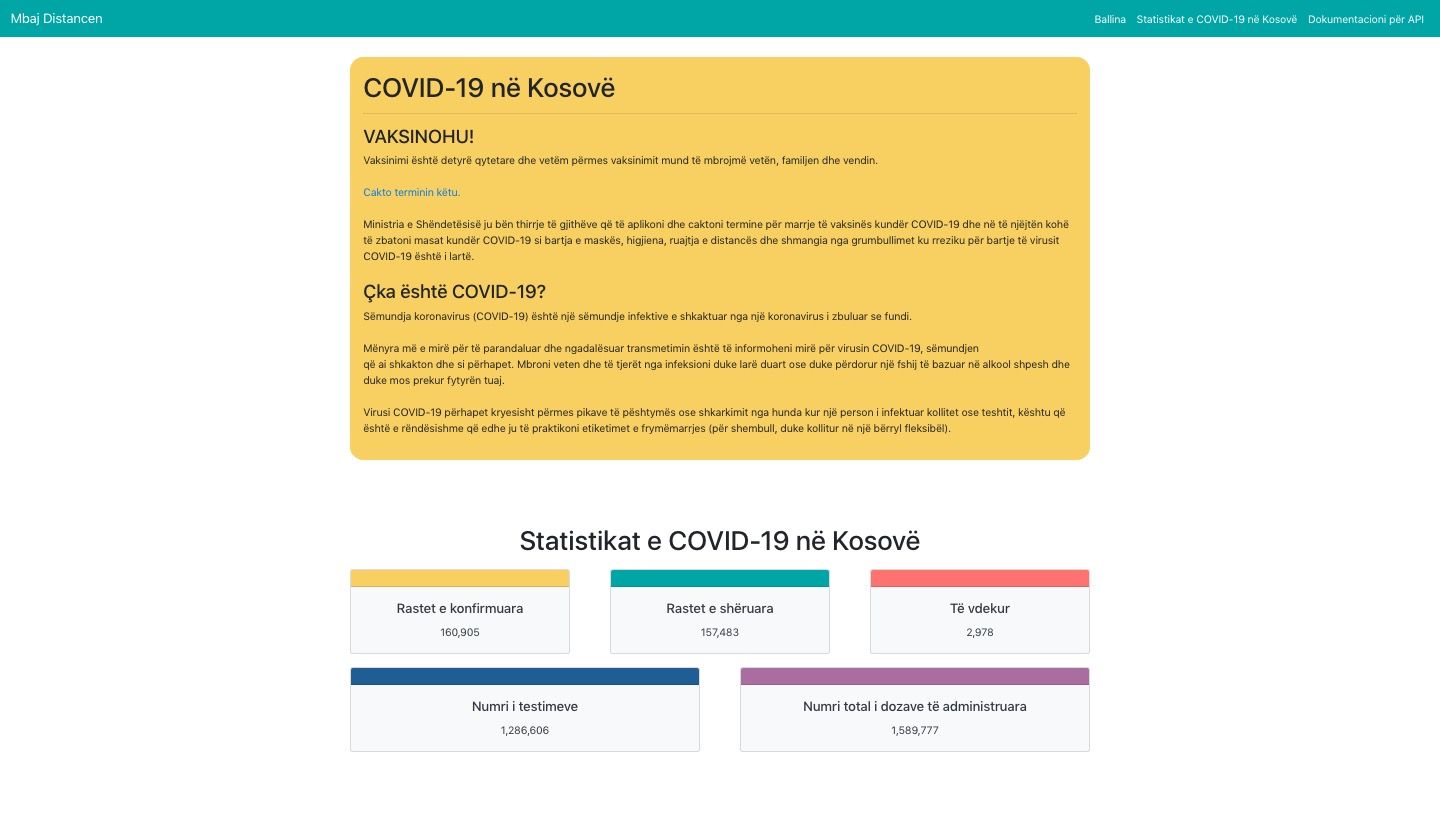 Mbaj Distancen
Ballina Statistikat e COVID-19 në Kosovë Dokumentacioni për API
COVID-19 në Kosovë
VAKSINOHU!
Vaksinimi është detyrë qytetare dhe vetëm përmes vaksinimit mund të mbrojmë vetën, familjen dhe vendin.
Cakto terminin këtu.
Ministria e Shëndetësisë ju bën thirrje të gjithëve që të aplikoni dhe caktoni termine për marrje të vaksinës kundër COVID-19 dhe në të njëjtën kohë
të zbatoni masat kundër COVID-19 si bartja e maskës, higjiena, ruajtja e distancës dhe shmangia nga grumbullimet ku rreziku për bartje të virusit
COVID-19 është i lartë.
Çka është COVID-19?
Sëmundja koronavirus (COVID-19) është një sëmundje infektive e shkaktuar nga një koronavirus i zbuluar se fundi.
Mënyra më e mirë për të parandaluar dhe ngadalësuar transmetimin është të informoheni mirë për virusin COVID-19, sëmundjen
që ai shkakton dhe si përhapet. Mbroni veten dhe të tjerët nga infeksioni duke larë duart ose duke përdorur një fshij të bazuar në alkool shpesh dhe
duke mos prekur fytyrën tuaj.
Virusi COVID-19 përhapet kryesisht përmes pikave të pështymës ose shkarkimit nga hunda kur një person i infektuar kollitet ose teshtit, kështu që
është e rëndësishme që edhe ju të praktikoni etiketimet e frymëmarrjes (për shembull, duke kollitur në një bërryl fleksibël).
Statistikat e COVID-19 në Kosovë
Rastet e konfirmuara
160,905
Rastet e shëruara
157,483
Të vdekur
2,978
Numri i testimeve
1,286,606
Numri total i dozave të administruara
1,589,777